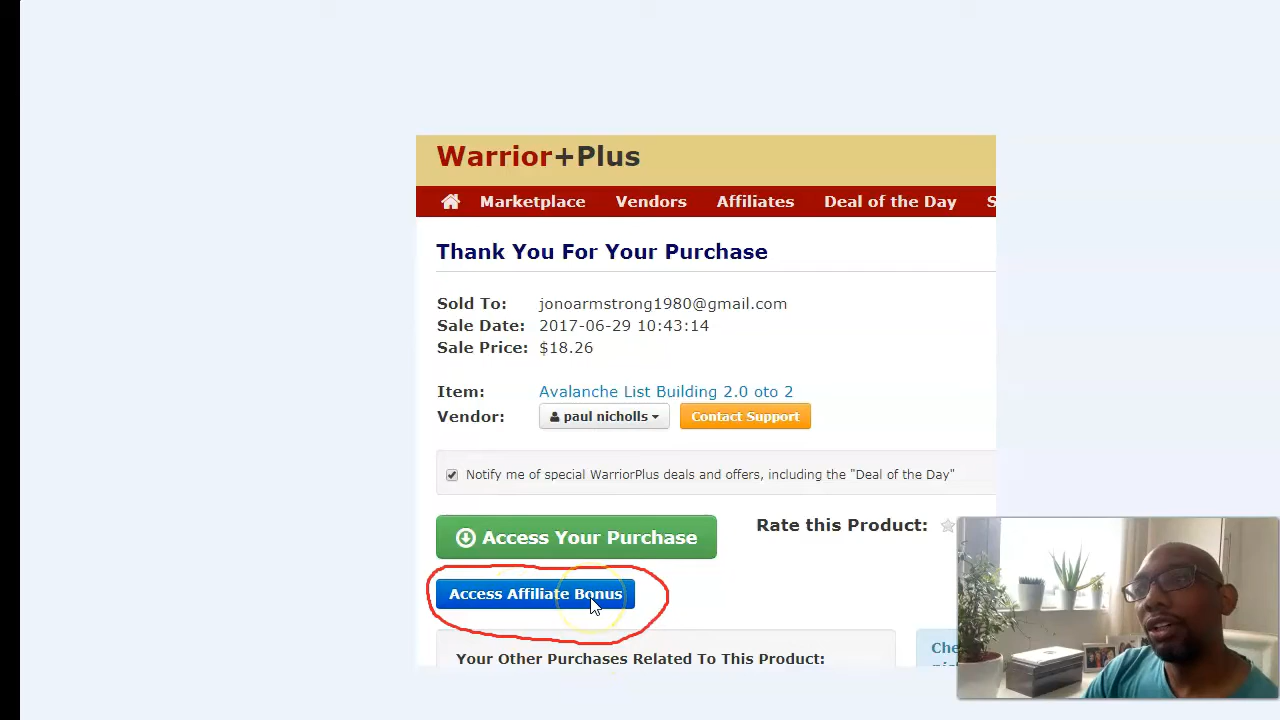 Warrior+Plus
Marketplace Vendors Affiliates Deal of the Day S
Thank You For Your Purchase
Sold To: jonoarmstrong1980@gmail.com
Sale Date: 2017-06-29 10:43:14
Sale Price: $18.26
Item: Avalanche List Building 2.0 oto 2
Vendor: paul nicholls Contact Support
Notify me of special WarriorPlus deals and offers, including the "Deal of the Day"
Access Your Purchase Rate this Product:
Access Affiliate Bonus
Your Other Purchases Related To This Product:
Che